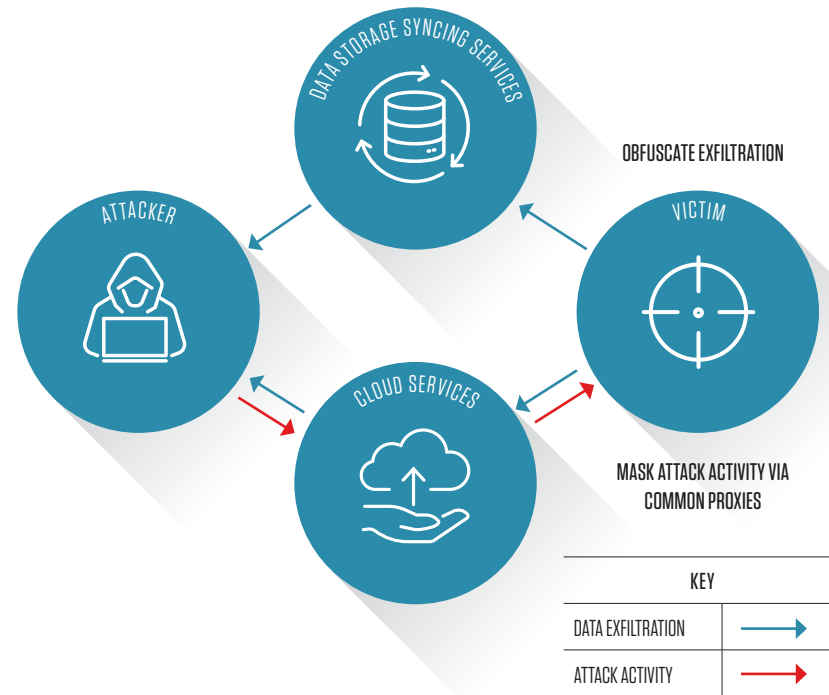 DATA STORAGE SYNCING SERVICES
OBFUSCATE EXFILTRATION
ATTACKER
VICTIM
CLOUD SERVICES
MASK ATTACK ACTIVITY VIA
COMMON PROXIES
KEY
DATA EXFILTRATION
ATTACK ACTIVITY